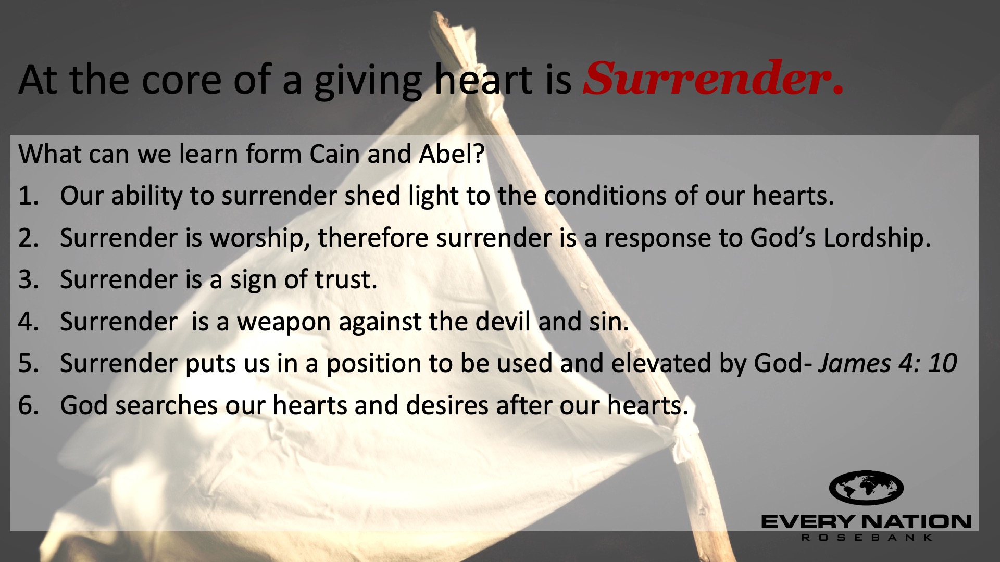 At the core of a giving heart is Surrender.
What can we learn form Cain and Abel?
1. Our ability to surrender shed light to the conditions of our hearts.
2. Surrender is worship, therefore surrender is a response to God’s Lordship.
3. Surrender is a sign of trust.
4. Surrender  is a weapon against the devil and sin.
5. Surrender puts us in a position to be used and elevated by God- James 4: 10
6. God searches our hearts and desires after our hearts.
EVERY NATION
ROSEBANK